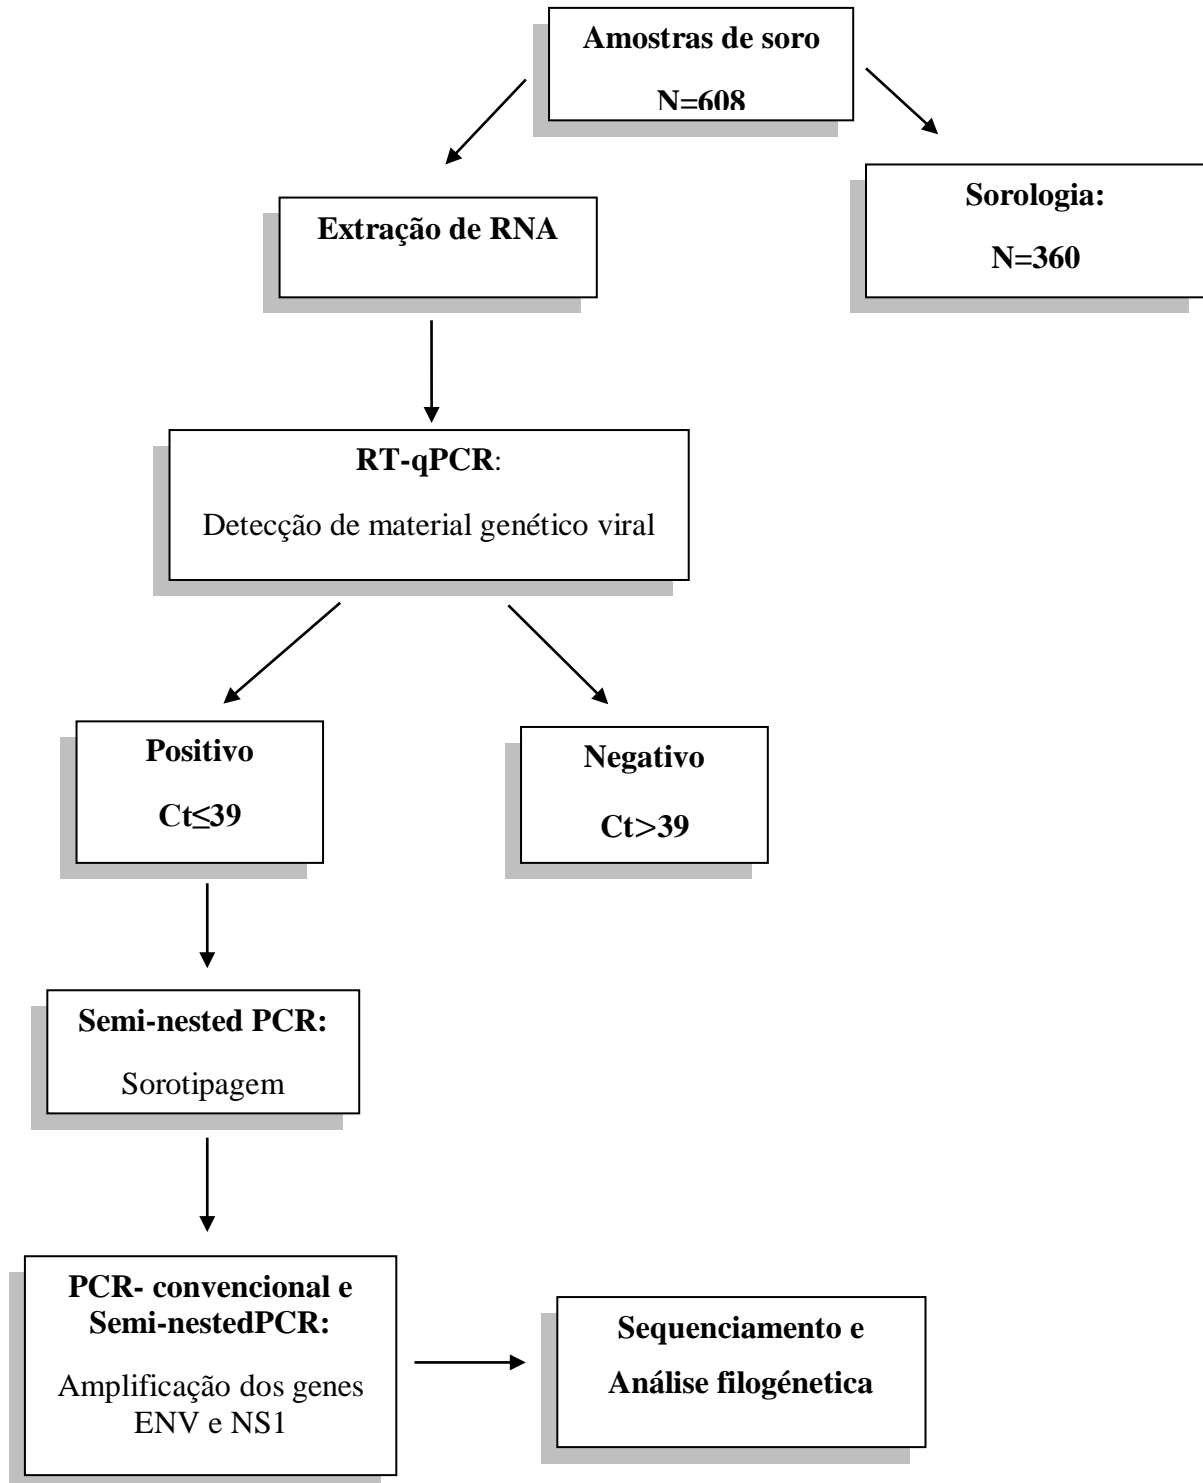 Amostras de soro
N=608
Sorologia:
N=360
Extração de RNA
RT-qPCR:
Detecção de material genético viral
Positivo
Ct≤39
Negativo
Ct>39
Semi-nested PCR:
Sorotipagem
PCR- convencional e
Semi-nestedPCR:
Amplificação dos genes
ENV e NS1
Sequenciamento e
Análise filogénetica